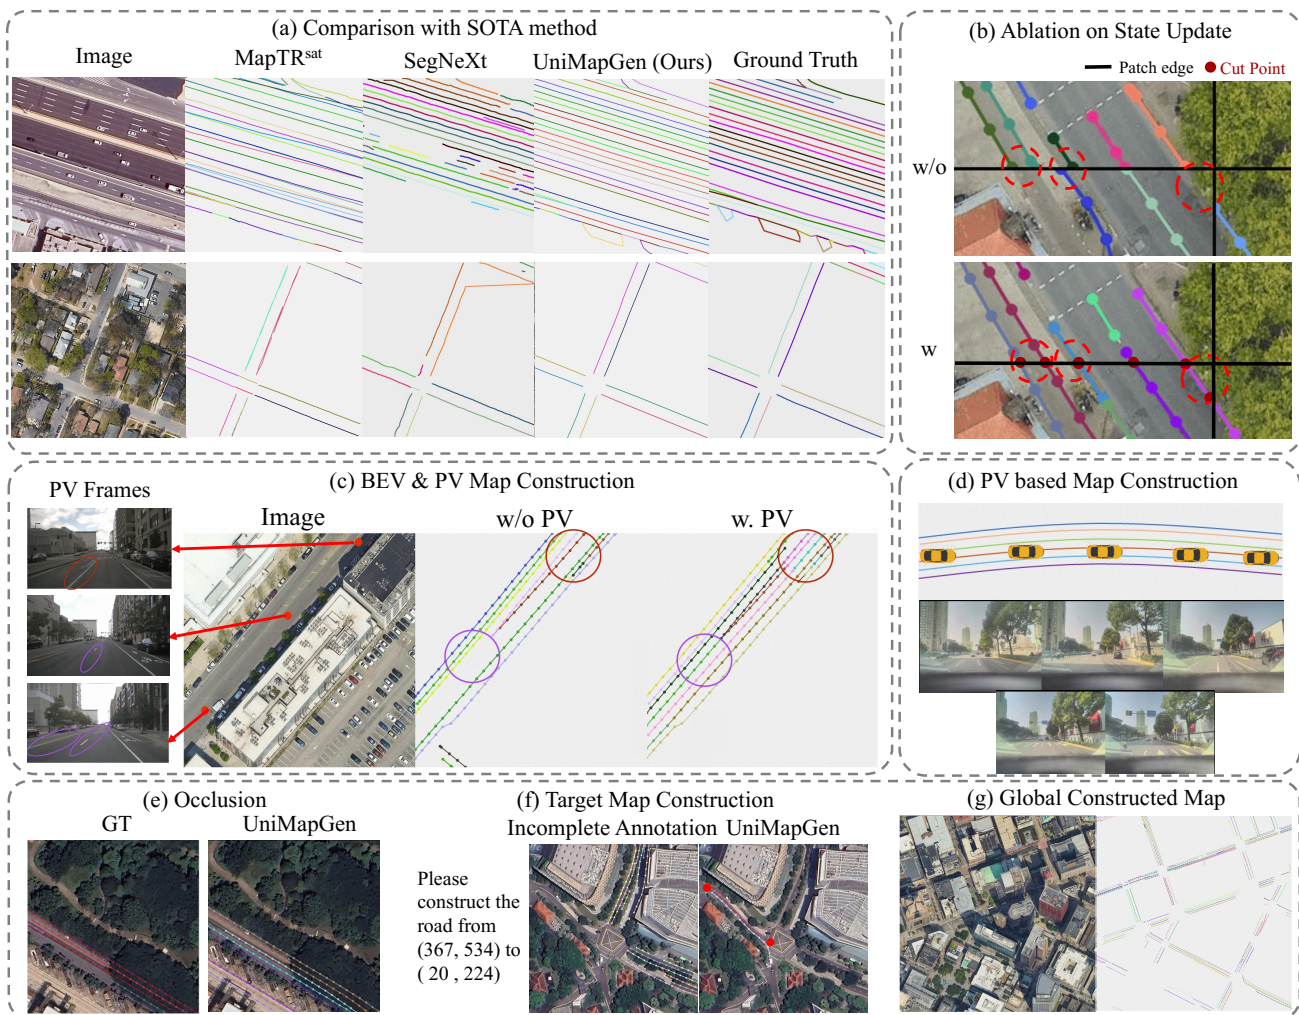 (a) Comparison with SOTA method
Image
MapTRsat
SegNeXt
UniMapGen (Ours)
Ground Truth
(b) Ablation on State Update
Patch edge
Cut Point
w/o
w
(c) BEV & PV Map Construction
PV Frames
Image
w/o PV
w. PV
(d) PV based Map Construction
(e) Occlusion
GT
UniMapGen
(f) Target Map Construction
Incomplete Annotation
UniMapGen
Please
construct the
road from
(367, 534) to
( 20 , 224)
(g) Global Constructed Map